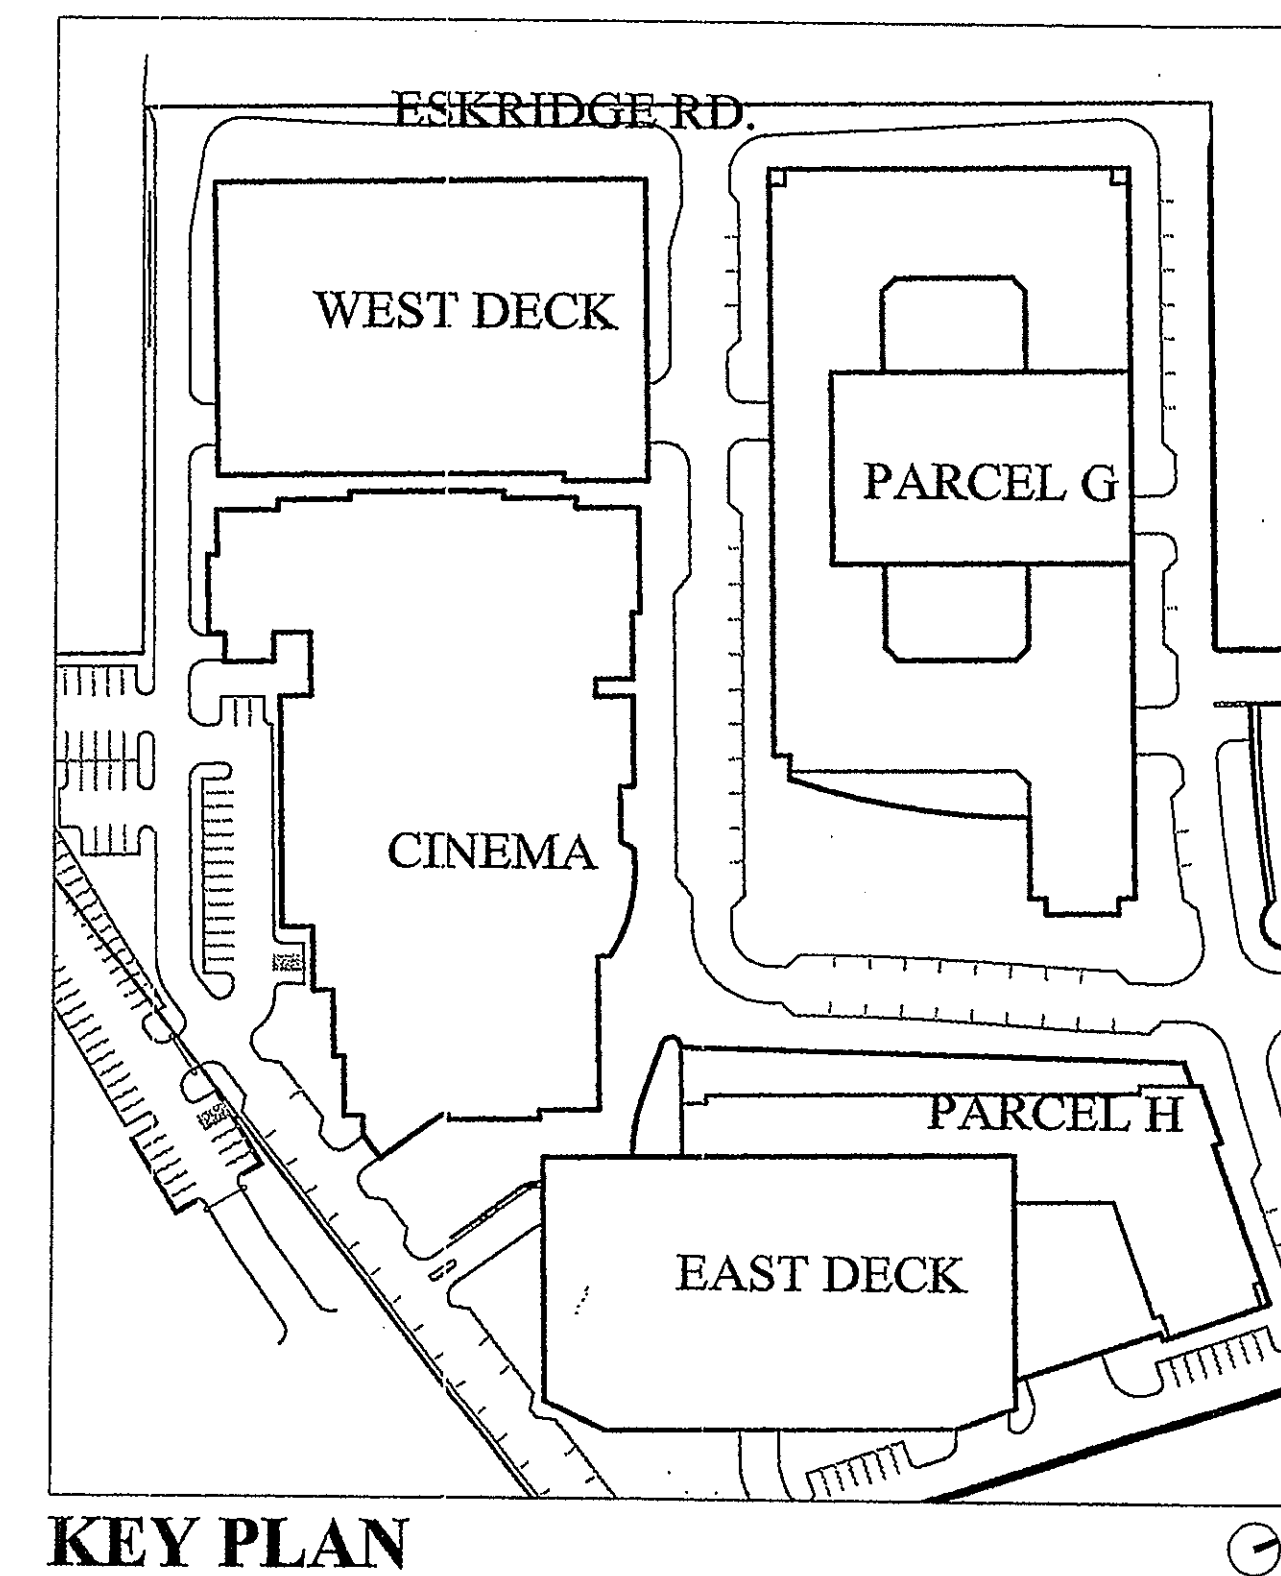 ESKRIDGE RD.
WEST DECK
PARCEL G
CINEMA
PARCEL H
EAST DECK
KEY PLAN